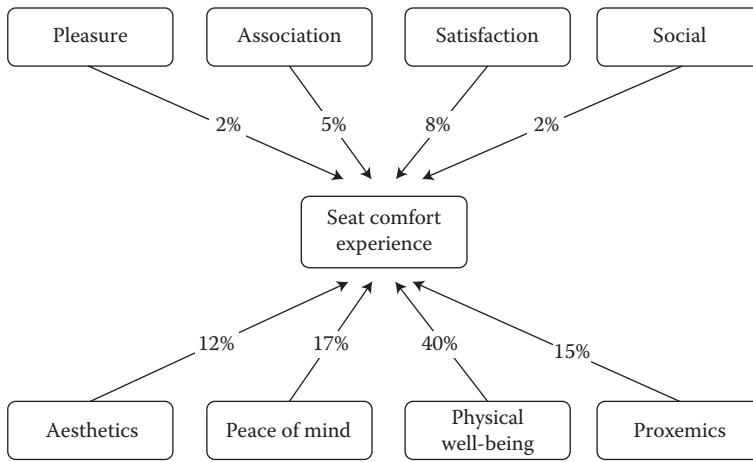 Pleasure
Association
Satisfaction
Social
2%
5%
8%
2%
Seat comfort
experience
12%
17%
40%
15%
Aesthetics
Peace of mind
Physical
well-being
Proxemics